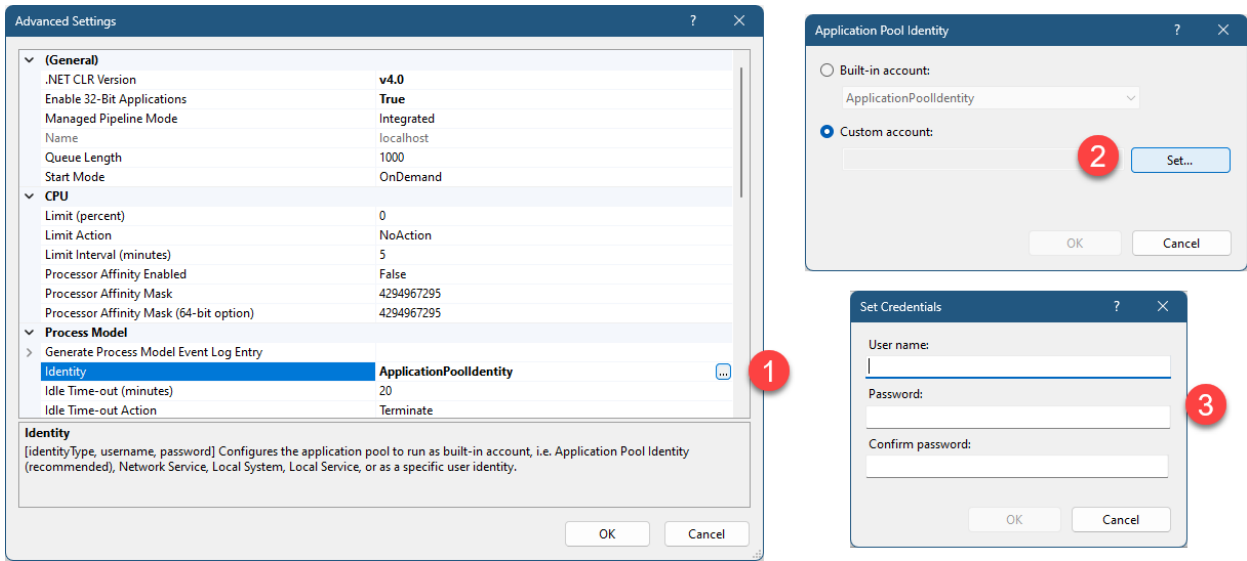 Advanced Settings
(General)
.NET CLR Version v4.0
Enable 32-Bit Applications True
Managed Pipeline Mode Integrated
Name localhost
Queue Length 1000
Start Mode OnDemand
CPU
Limit (percent) 0
Limit Action NoAction
Limit Interval (minutes) 5
Processor Affinity Enabled False
Processor Affinity Mask 4294967295
Processor Affinity Mask (64-bit option) 4294967295
Process Model
Generate Process Model Event Log Entry
Identity ApplicationPoolIdentity ...
1
Idle Time-out (minutes) 20
Idle Time-out Action Terminate
Identity
[identityType, username, password] Configures the application pool to run as built-in account, i.e. Application Pool Identity
(recommended), Network Service, Local System, Local Service, or as a specific user identity.
OK Cancel
Application Pool Identity
Built-in account:
ApplicationPoolIdentity
Custom account:
2 Set...
OK Cancel
Set Credentials
User name:
Password:
3
Confirm password:
OK Cancel